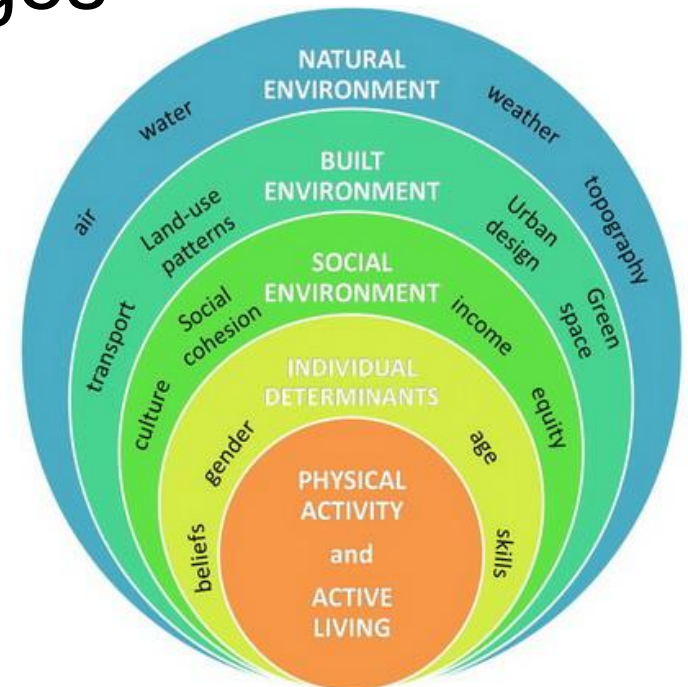 NATURAL
ENVIRONMENT
water
weather
air
topography
BUILT
ENVIRONMENT
Land-use
patterns
Urban
design
transport
Green
space
SOCIAL
ENVIRONMENT
Social
cohesion
income
culture
equity
INDIVIDUAL
DETERMINANTS
gender
age
beliefs
skills
PHYSICAL
ACTIVITY
and
ACTIVE
LIVING